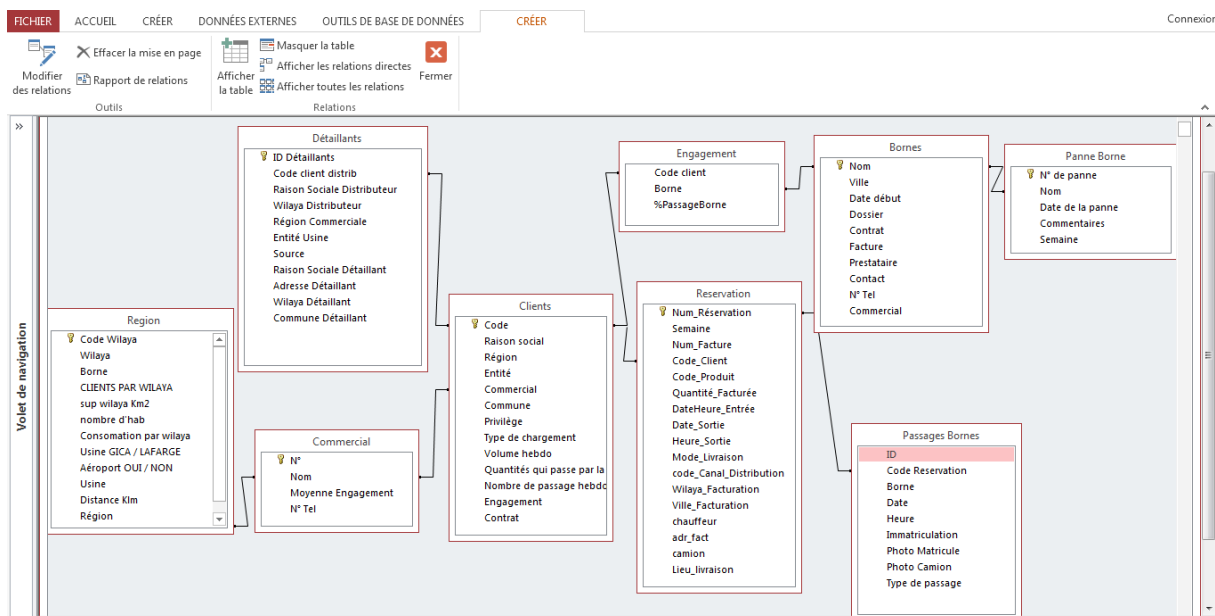 FICHIER ACCUEIL CRÉER DONNÉES EXTERNES OUTILS DE BASE DE DONNÉES CRÉER Connexion
Modifier des relations
Effacer la mise en page
Rapport de relations
Outils
Afficher la table
Masquer la table
Afficher les relations directes
Afficher toutes les relations
Fermer
Relations
Volet de navigation
Détaillants
ID Détaillants
Code client distrib
Raison Sociale Distributeur
Wilaya Distributeur
Région Commerciale
Entité Usine
Source
Raison Sociale Détaillant
Adresse Détaillant
Wilaya Détaillant
Commune Détaillant
Region
Code Wilaya
Wilaya
Borne
CLIENTS PAR WILAYA
sup wilaya Km2
nombre d'hab
Consomation par wilaya
Usine GICA / LAFARGE
Aéroport OUI / NON
Usine
Distance Klm
Région
Commercial
N°
Nom
Moyenne Engagement
N° Tel
Clients
Code
Raison social
Région
Entité
Commercial
Commune
Privilège
Type de chargement
Volume hebdo
Quantités qui passe par la
Nombre de passage hebdo
Engagement
Contrat
Engagement
Code client
Borne
%PassageBorne
Reservation
Num_Réservation
Semaine
Num_Facture
Code_Client
Code_Produit
Quantité_Facturée
DateHeure_Entrée
Date_Sortie
Heure_Sortie
Mode_Livraison
code_Canal_Distribution
Wilaya_Facturation
Ville_Facturation
chauffeur
adr_fact
camion
Lieu_livraison
Bornes
Nom
Ville
Date début
Dossier
Contrat
Facture
Prestataire
Contact
N° Tel
Commercial
Panne Borne
N° de panne
Nom
Date de la panne
Commentaires
Semaine
Passages Bornes
ID
Code Reservation
Borne
Date
Heure
Immatriculation
Photo Matricule
Photo Camion
Type de passage